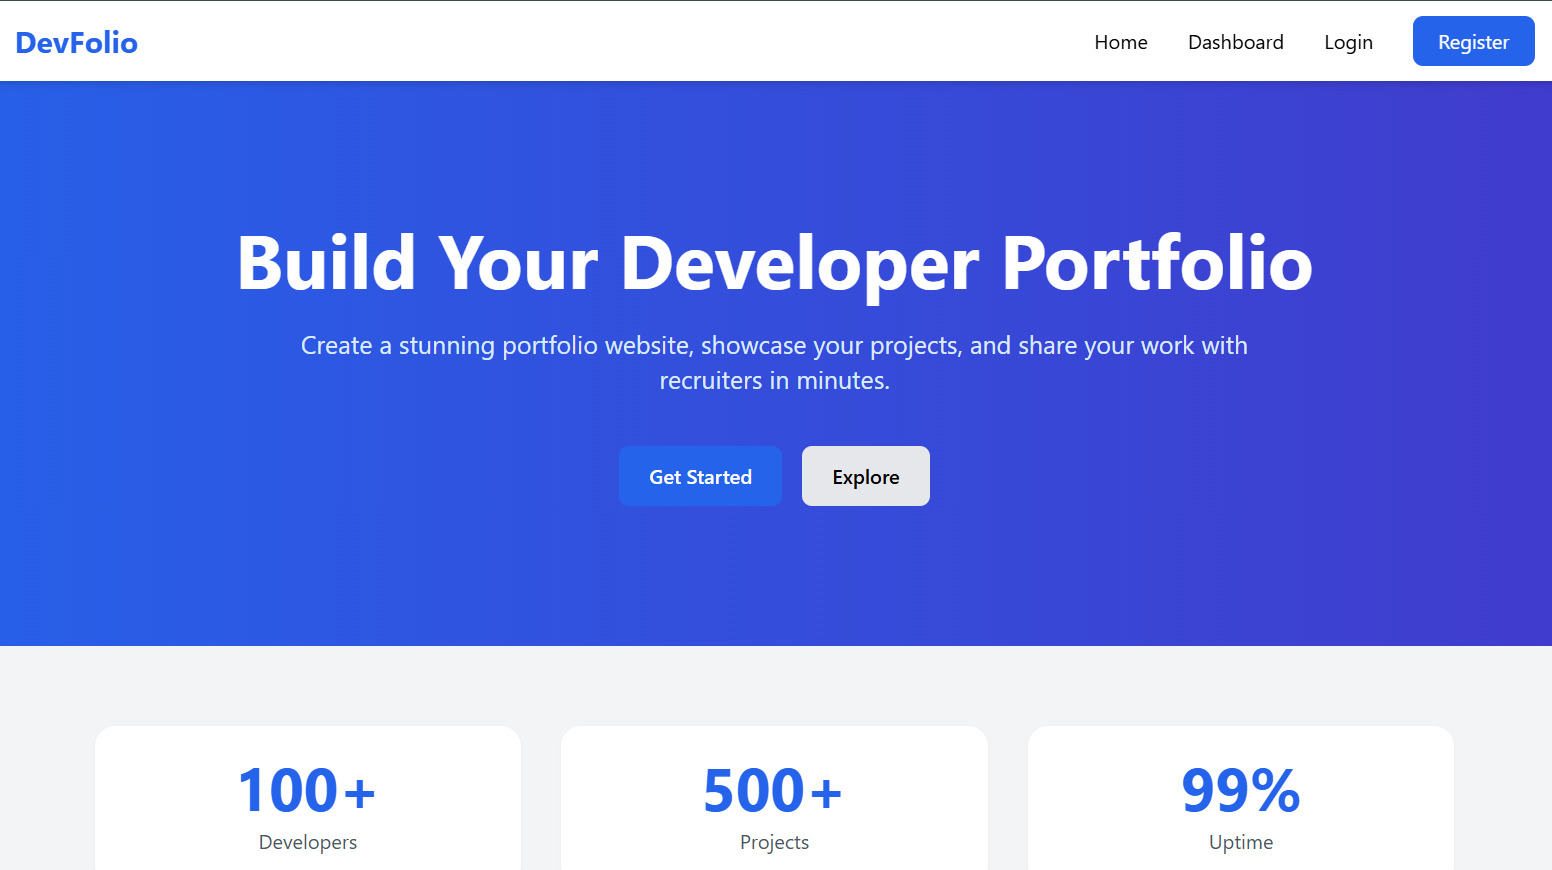 DevFolio
Home
Dashboard
Login
Register
Build Your Developer Portfolio
Create a stunning portfolio website, showcase your projects, and share your work with
recruiters in minutes.
Get Started
Explore
100+
Developers
500+
Projects
99%
Uptime